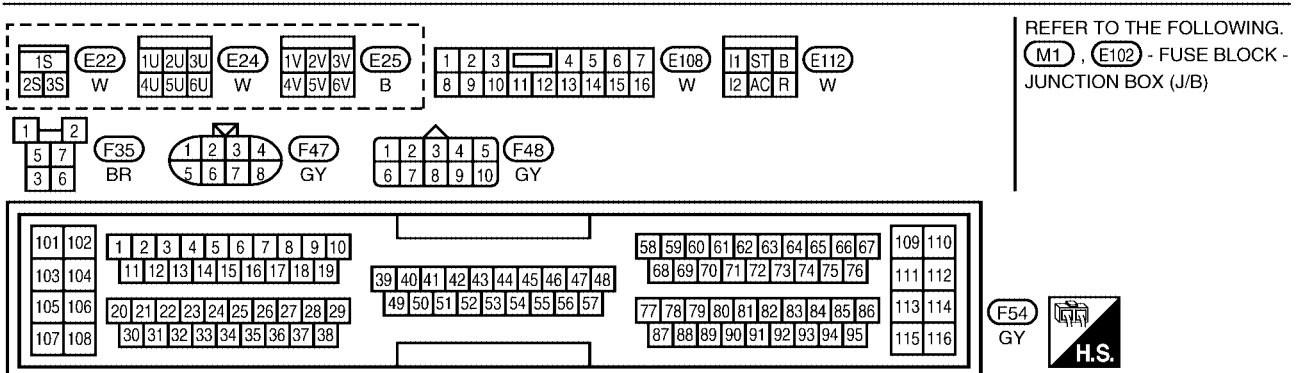 REFER TO THE FOLLOWING.
M1 , E102 - FUSE BLOCK -
JUNCTION BOX (J/B)
1S
2S 3S
E22
W
1U 2U 3U
4U 5U 6U
E24
W
1V 2V 3V
4V 5V 6V
E25
B
1 2 3 4 5 6 7
8 9 10 11 12 13 14 15 16
E108
W
I1 ST B
I2 AC R
E112
W
1 2
5 7
3 6
F35
BR
1 2 3 4
5 6 7 8
F47
GY
1 2 3 4 5
6 7 8 9 10
F48
GY
101 102
103 104
105 106
107 108
1 2 3 4 5 6 7 8 9 10
11 12 13 14 15 16 17 18 19
20 21 22 23 24 25 26 27 28 29
30 31 32 33 34 35 36 37 38
39 40 41 42 43 44 45 46 47 48
49 50 51 52 53 54 55 56 57
58 59 60 61 62 63 64 65 66 67
68 69 70 71 72 73 74 75 76
77 78 79 80 81 82 83 84 85 86
87 88 89 90 91 92 93 94 95
109 110
111 112
113 114
115 116
F54
GY
H.S.